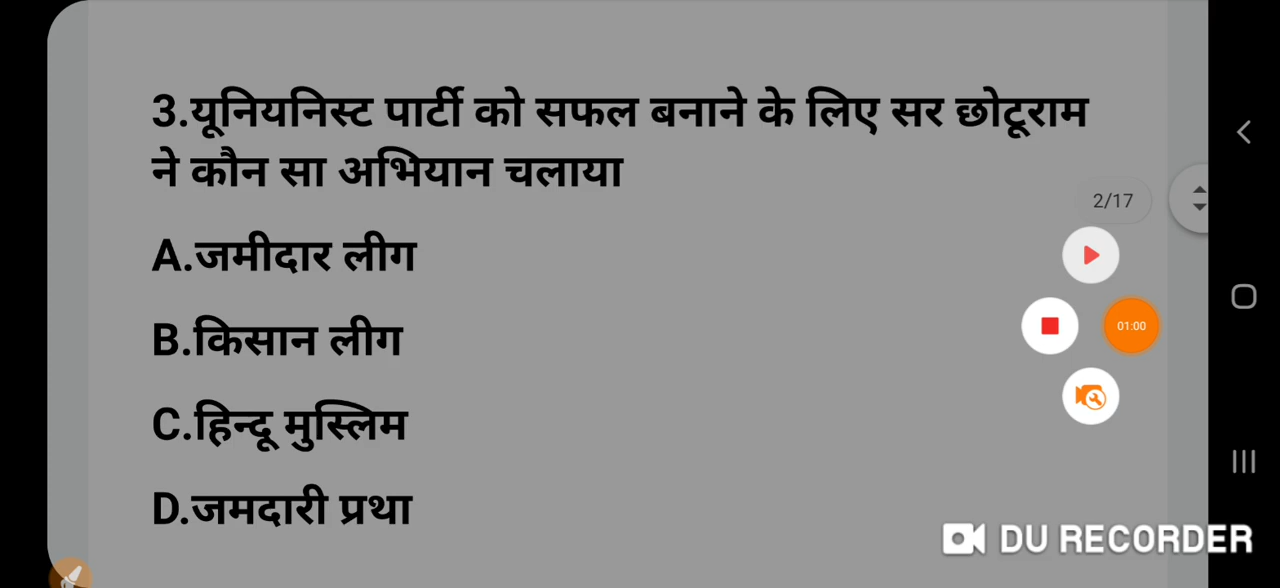 3.यूनियनिस्ट पार्टी को सफल बनाने के लिए सर छोटूराम
ने कौन सा अभियान चलाया
2/17
A.जमीदार लीग
B.किसान लीग
01:00
C.हिन्दू मुस्लिम
D.जमदारी प्रथा
DU RECORDER